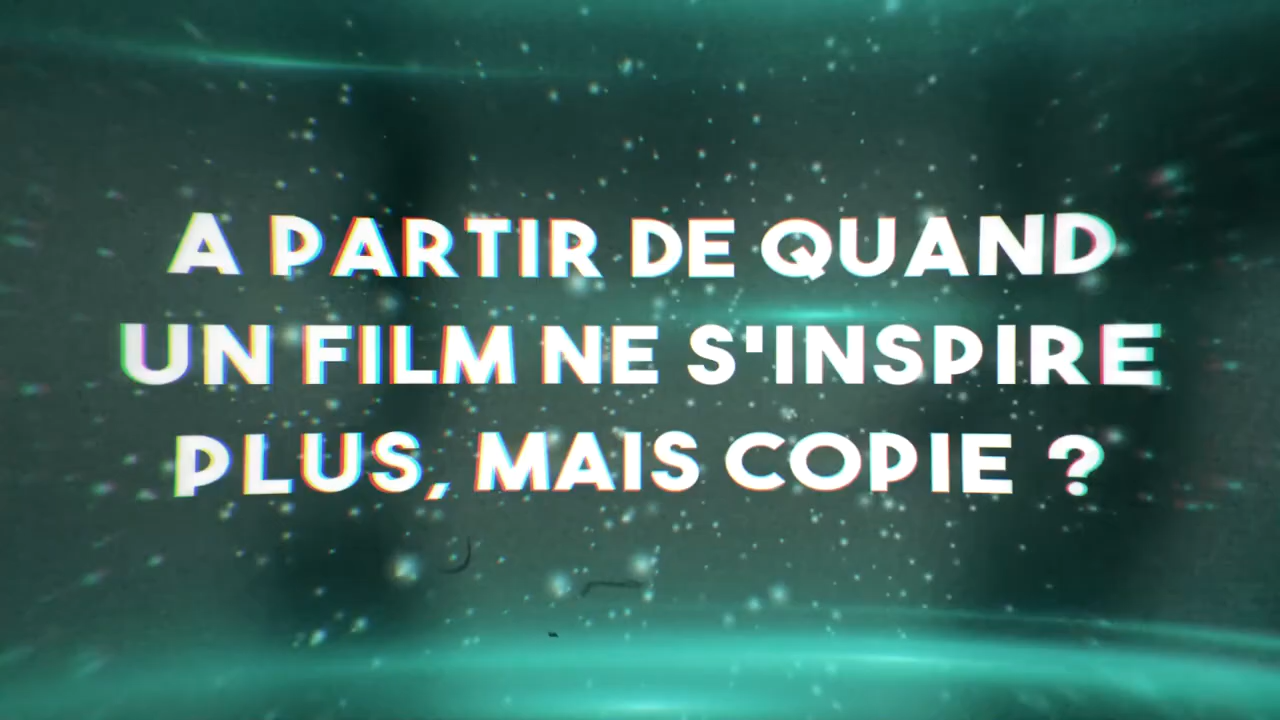 A PARTIR DE QUAND
UN FILM NE S'INSPIRE
PLUS, MAIS COPIE ?